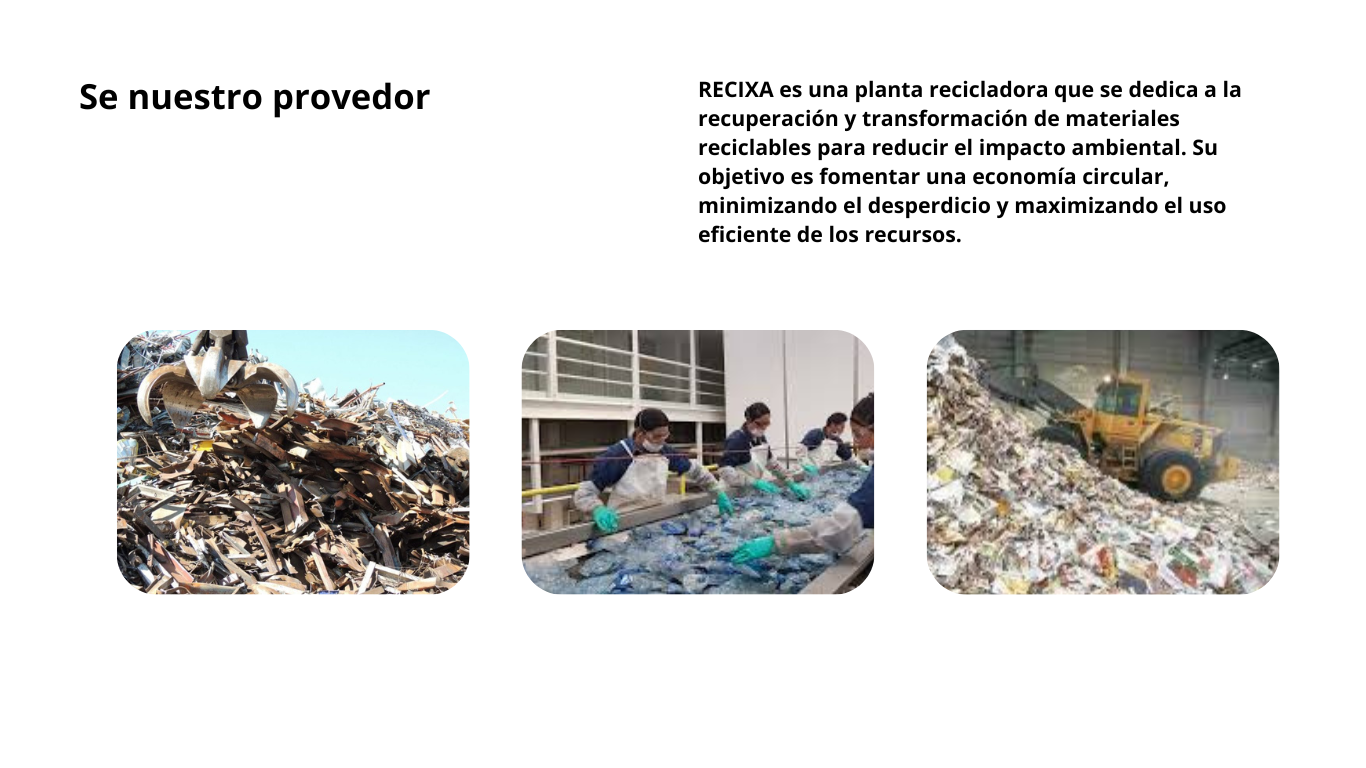 Se nuestro provedor
RECIXA es una planta recicladora que se dedica a la
recuperación y transformación de materiales
reciclables para reducir el impacto ambiental. Su
objetivo es fomentar una economía circular,
minimizando el desperdicio y maximizando el uso
eficiente de los recursos.